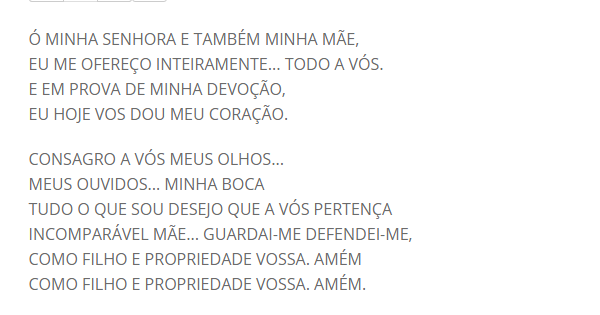 Ó MINHA SENHORA E TAMBÉM MINHA MÃE,
EU ME OFEREÇO INTEIRAMENTE... TODO A VÓS.
E EM PROVA DE MINHA DEVOÇÃO,
EU HOJE VOS DOU MEU CORAÇÃO.
CONSAGRO A VÓS MEUS OLHOS...
MEUS OUVIDOS... MINHA BOCA
TUDO O QUE SOU DESEJO QUE A VÓS PERTENÇA
INCOMPARÁVEL MÃE... GUARDAI-ME DEFENDEI-ME,
COMO FILHO E PROPRIEDADE VOSSA. AMÉM
COMO FILHO E PROPRIEDADE VOSSA. AMÉM.